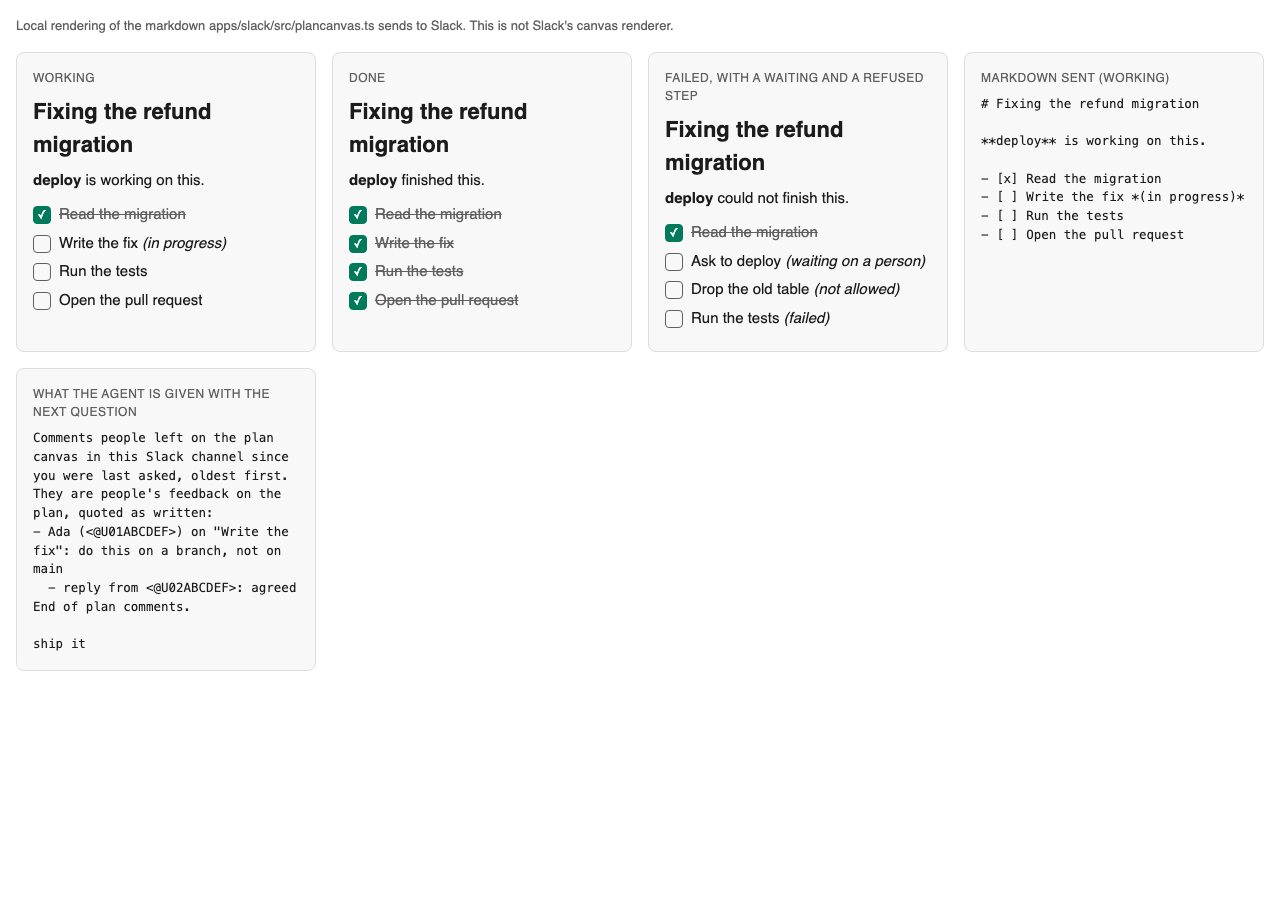 Local rendering of the markdown apps/slack/src/plancanvas.ts sends to Slack. This is not Slack's canvas renderer.
WORKING
Fixing the refund
migration
deploy is working on this.
Read the migration
Write the fix (in progress)
Run the tests
Open the pull request
DONE
Fixing the refund
migration
deploy finished this.
Read the migration
Write the fix
Run the tests
Open the pull request
FAILED, WITH A WAITING AND A REFUSED
STEP
Fixing the refund
migration
deploy could not finish this.
Read the migration
Ask to deploy (waiting on a person)
Drop the old table (not allowed)
Run the tests (failed)
MARKDOWN SENT (WORKING)
# Fixing the refund migration
**deploy** is working on this.
- [x] Read the migration
- [ ] Write the fix *(in progress)*
- [ ] Run the tests
- [ ] Open the pull request
WHAT THE AGENT IS GIVEN WITH THE
NEXT QUESTION
Comments people left on the plan
canvas in this Slack channel since
you were last asked, oldest first.
They are people's feedback on the
plan, quoted as written:
- Ada (<@U01ABCDEF>) on "Write the
fix": do this on a branch, not on
main
- reply from <@U02ABCDEF>: agreed
End of plan comments.
ship it